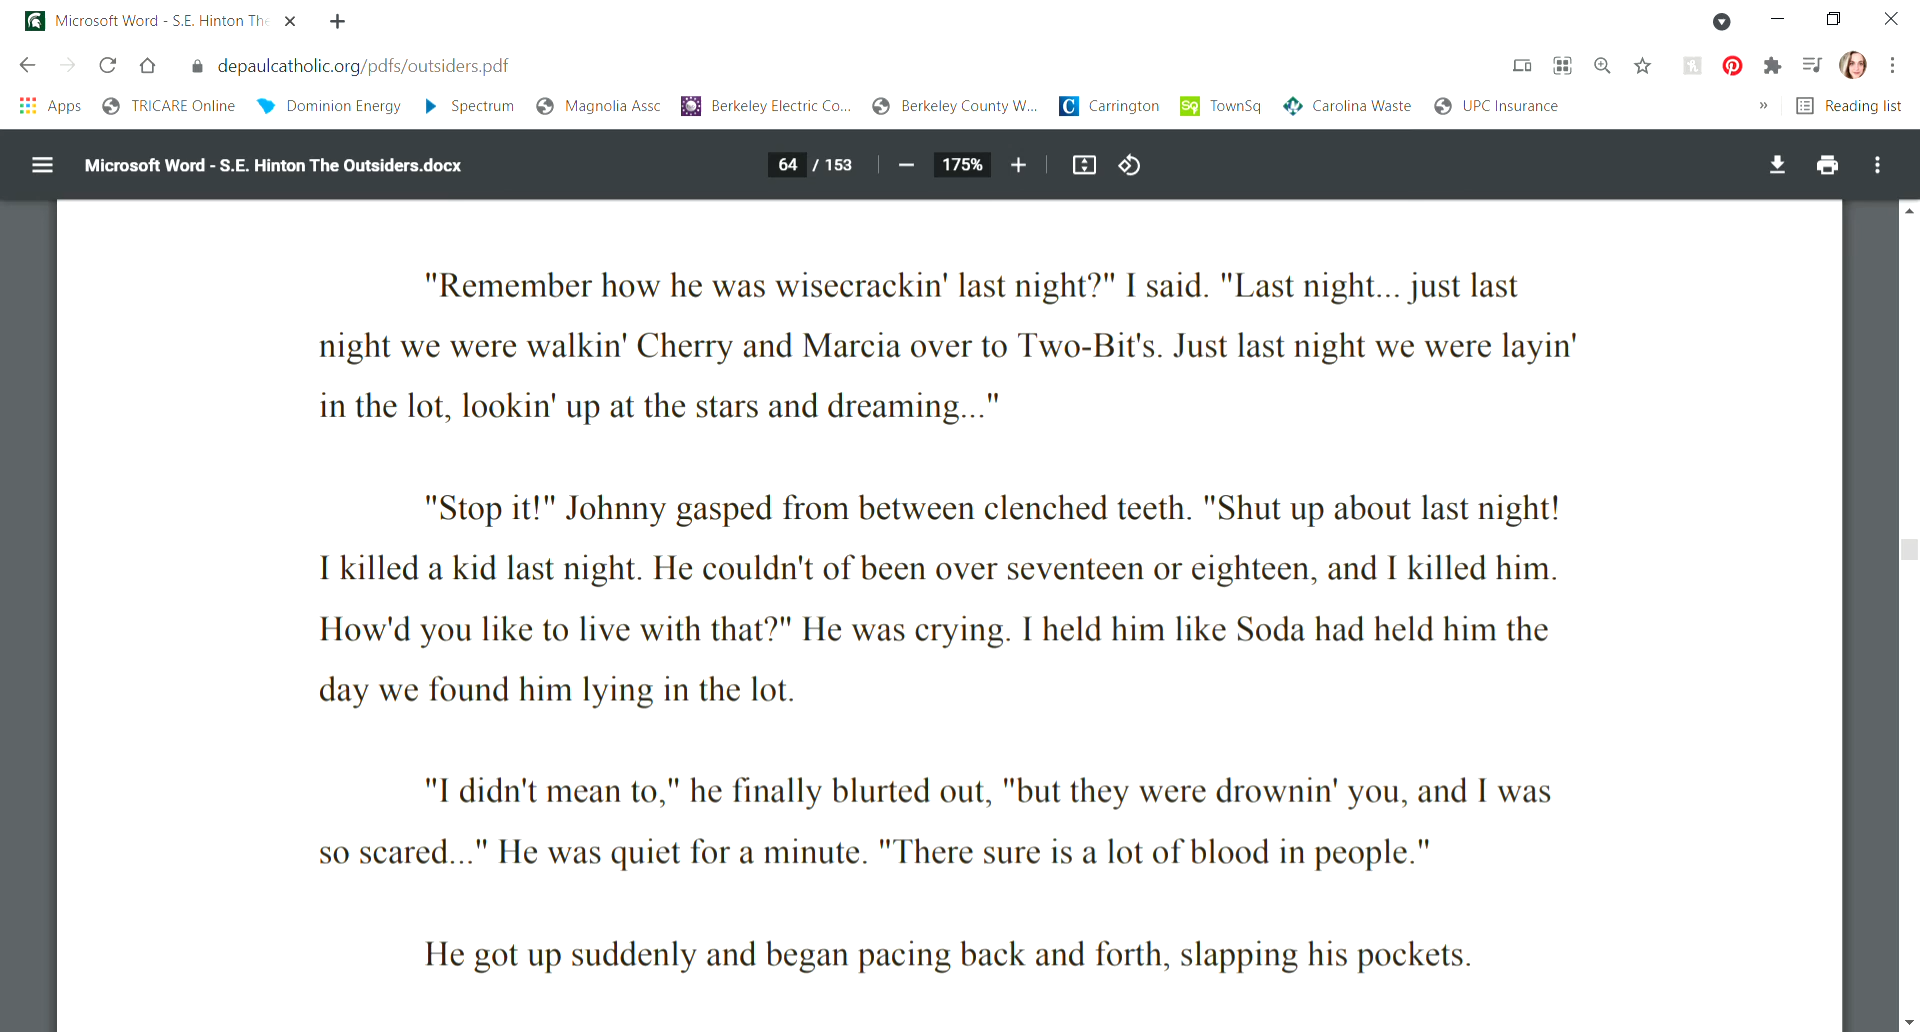 Microsoft Word - S.E. Hinton The
depaulcatholic.org/pdfs/outsiders.pdf
Apps TRICARE Online Dominion Energy Spectrum Magnolia Assc Berkeley Electric Co... Berkeley County W... Carrington TownSq Carolina Waste UPC Insurance » Reading list
Microsoft Word - S.E. Hinton The Outsiders.docx 64 / 153 175%
"Remember how he was wisecrackin' last night?" I said. "Last night... just last
night we were walkin' Cherry and Marcia over to Two-Bit's. Just last night we were layin'
in the lot, lookin' up at the stars and dreaming..."
"Stop it!" Johnny gasped from between clenched teeth. "Shut up about last night!
I killed a kid last night. He couldn't of been over seventeen or eighteen, and I killed him.
How'd you like to live with that?" He was crying. I held him like Soda had held him the
day we found him lying in the lot.
"I didn't mean to," he finally blurted out, "but they were drownin' you, and I was
so scared..." He was quiet for a minute. "There sure is a lot of blood in people."
He got up suddenly and began pacing back and forth, slapping his pockets.